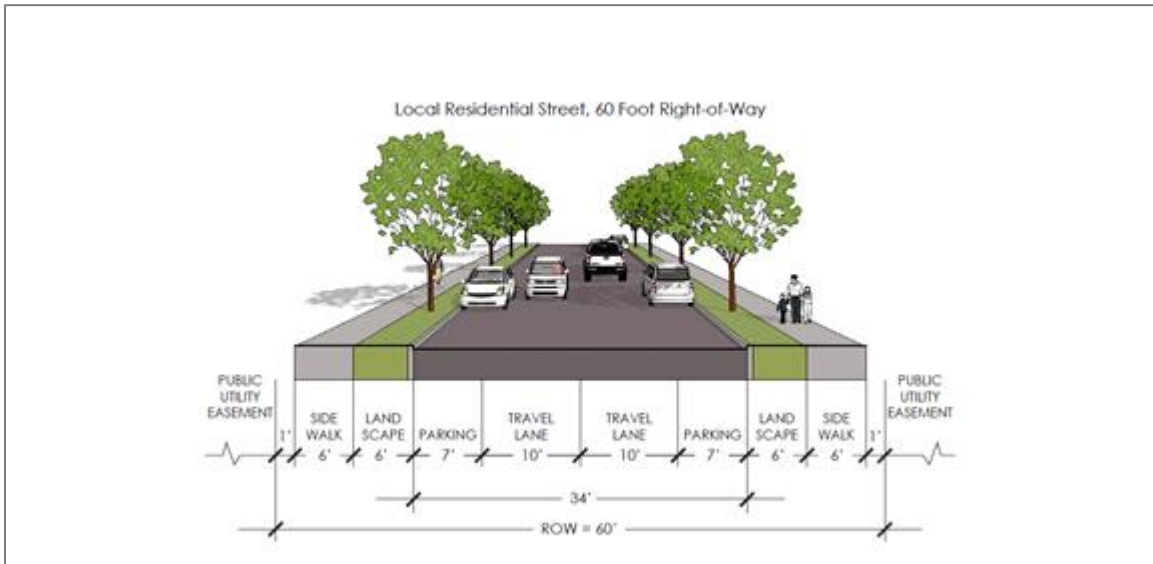 Local Residential Street, 60 Foot Right-of-Way
PUBLIC
UTILITY
EASEMENT
1'
SIDE
WALK
6'
LAND
SCAPE
6'
PARKING
7'
TRAVEL
LANE
10'
TRAVEL
LANE
10'
PARKING
7'
LAND
SCAPE
6'
SIDE
WALK
6'
1'
PUBLIC
UTILITY
EASEMENT
34'
ROW = 60'